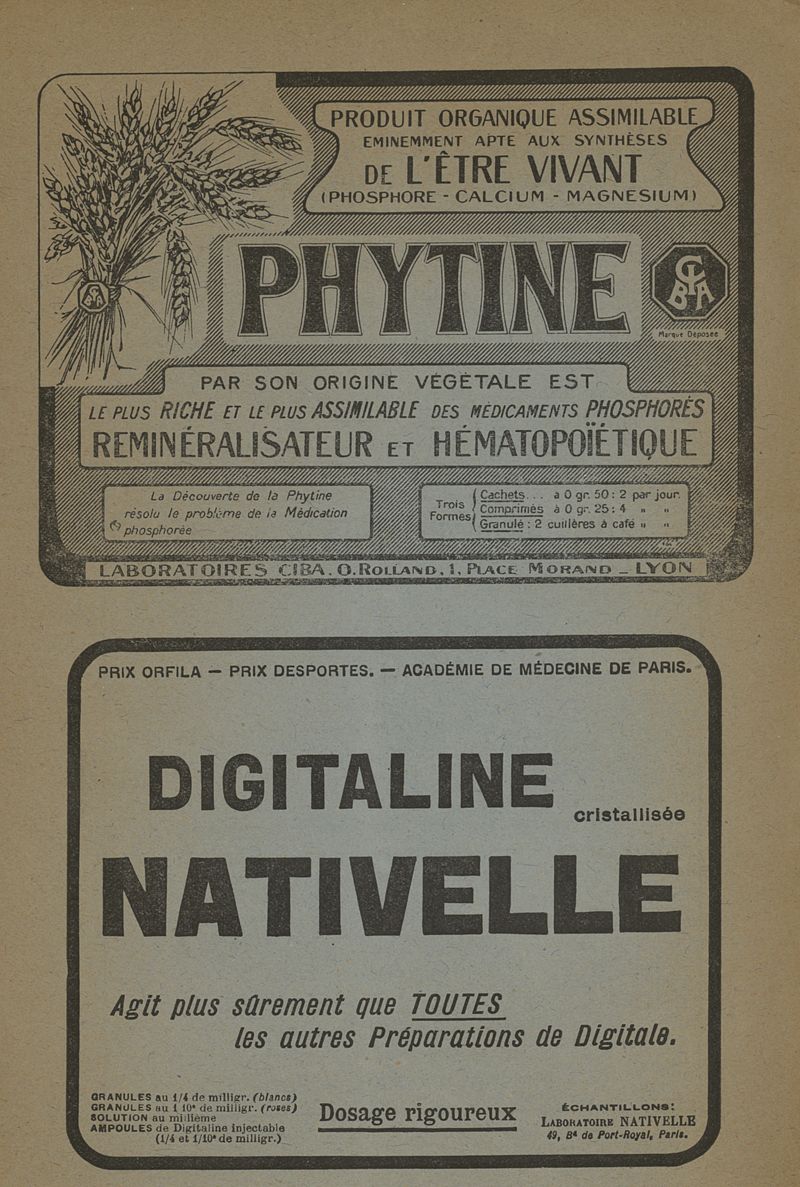 PRODUIT ORGANIQUE ASSIMILABLE
EMINEMMENT APTE AUX SYNTHÈSES
DE L'ÊTRE VIVANT
(PHOSPHORE - CALCIUM - MAGNESIUM)
PHYTINE
CIBA
Marque Déposée
CIBA
PAR SON ORIGINE VÉGÉTALE EST
LE PLUS RICHE ET LE PLUS ASSIMILABLE DES MÉDICAMENTS PHOSPHORÉS
REMINÉRALISATEUR ET HÉMATOPOÏÉTIQUE
La Découverte de la Phytine
résolu le problème de la Médication
phosphorée
Trois Formes
Cachets... à 0 gr. 50 : 2 par jour.
Comprimés à 0 gr. 25 : 4 " "
Granulé : 2 cuillères à café " "
LABORATOIRES CIBA. O. ROLLAND, 1, PLACE MORAND _ LYON
PRIX ORFILA — PRIX DESPORTES. — ACADÉMIE DE MÉDECINE DE PARIS.
DIGITALINE
cristallisée
NATIVELLE
Agit plus sûrement que TOUTES
les autres Préparations de Digitale.
GRANULES au 1/4 de milligr. (blancs)
GRANULES au 1 10e de milligr. (roses)
SOLUTION au millième
AMPOULES de Digitaline injectable
(1/4 et 1/10e de milligr.)
Dosage rigoureux
ÉCHANTILLONS:
LABORATOIRE NATIVELLE
49, Bd de Port-Royal, Paris.